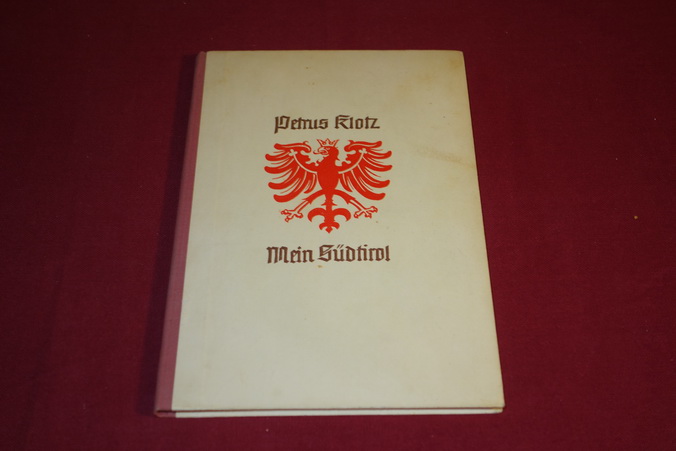 Petrus Klotz
Mein Südtirol